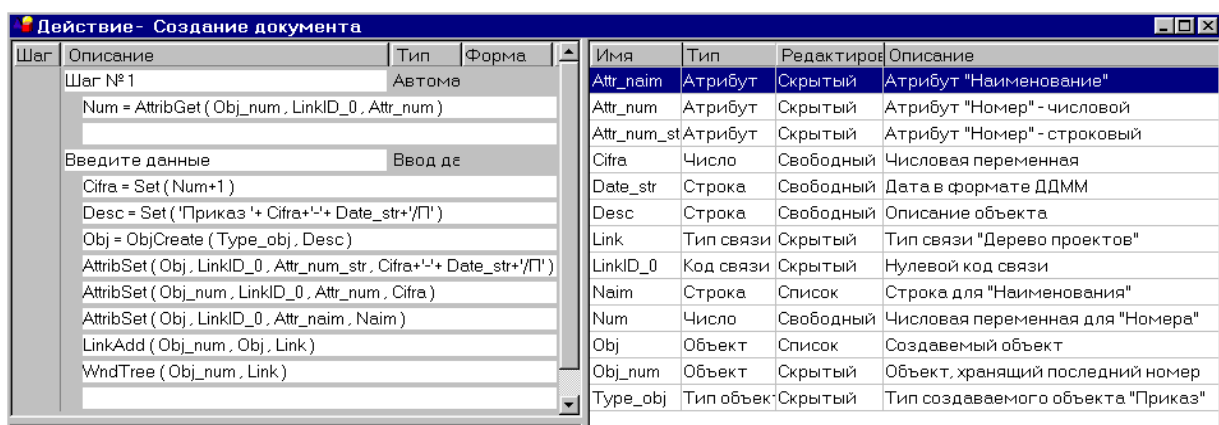 Действие- Создание документа
Шаг Описание Тип Форма
Шаг №1 Автома
Num = AttribGet ( Obj_num , LinkID_0 , Attr_num )
Введите данные Ввод да
Cifra = Set ( Num+1 )
Desc = Set ( 'Приказ '+ Cifra+'-'+ Date_str+'/П' )
Obj = ObjCreate ( Type_obj , Desc )
AttribSet ( Obj , LinkID_0 , Attr_num_str , Cifra+'-'+ Date_str+'/П' )
AttribSet ( Obj_num , LinkID_0 , Attr_num , Cifra )
AttribSet ( Obj , LinkID_0 , Attr_naim , Naim )
LinkAdd ( Obj_num , Obj , Link )
WndTree ( Obj_num , Link )
Имя Тип Редактиров Описание
Attr_naim Атрибут Скрытый Атрибут "Наименование"
Attr_num Атрибут Скрытый Атрибут "Номер" - числовой
Attr_num_st Атрибут Скрытый Атрибут "Номер" - строковый
Cifra Число Свободный Числовая переменная
Date_str Строка Свободный Дата в формате ДДММ
Desc Строка Свободный Описание объекта
Link Тип связи Скрытый Тип связи "Дерево проектов"
LinkID_0 Код связи Скрытый Нулевой код связи
Naim Строка Список Строка для "Наименования"
Num Число Свободный Числовая переменная для "Номера"
Obj Объект Список Создавемый объект
Obj_num Объект Скрытый Объект, хранящий последний номер
Type_obj Тип объект Скрытый Тип создаваемого объекта "Приказ"